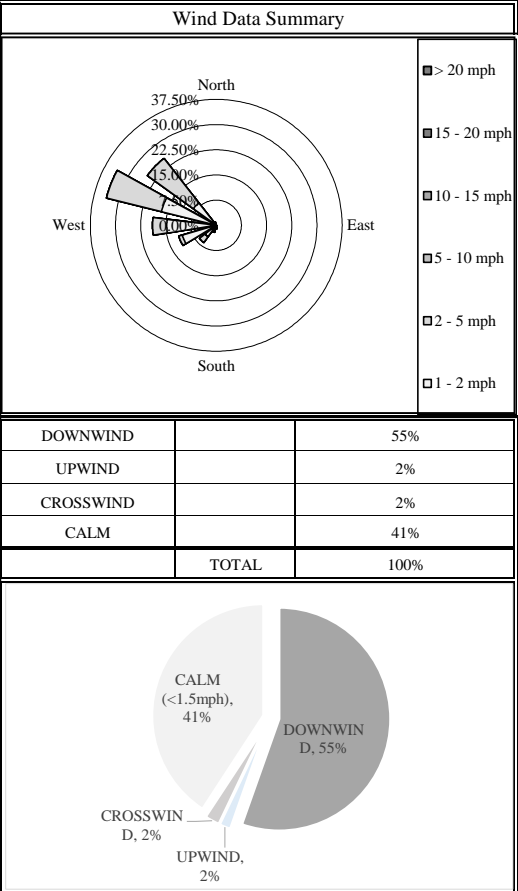 Wind Data Summary
North
37.50%
30.00%
22.50%
15.00%
7.50%
0.00%
West
East
South
> 20 mph
15 - 20 mph
10 - 15 mph
5 - 10 mph
2 - 5 mph
1 - 2 mph
DOWNWIND 55%
UPWIND 2%
CROSSWIND 2%
CALM 41%
TOTAL 100%
CALM
(<1.5mph),
41%
DOWNWIN
D, 55%
CROSSWIN
D, 2%
UPWIND,
2%